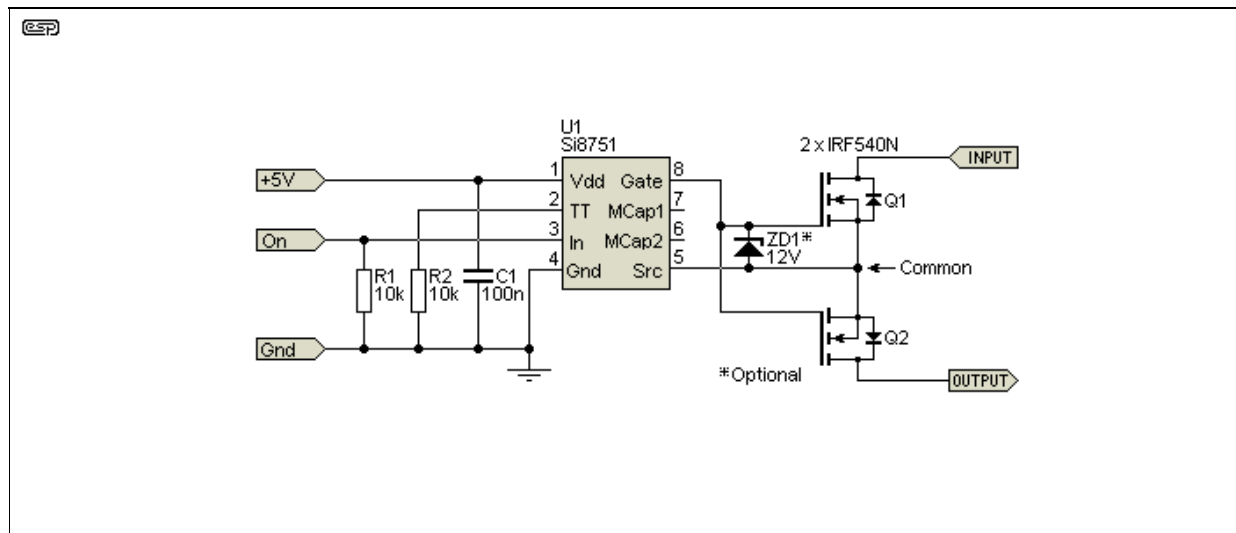 esp
U1
Si8751
2 x IRF540N
INPUT
+5V
1
Vdd
Gate
8
2
TT
MCap1
7
Q1
On
3
In
MCap2
6
ZD1*
12V
4
Gnd
Src
5
Common
R1
10k
R2
10k
C1
100n
Q2
Gnd
*Optional
OUTPUT